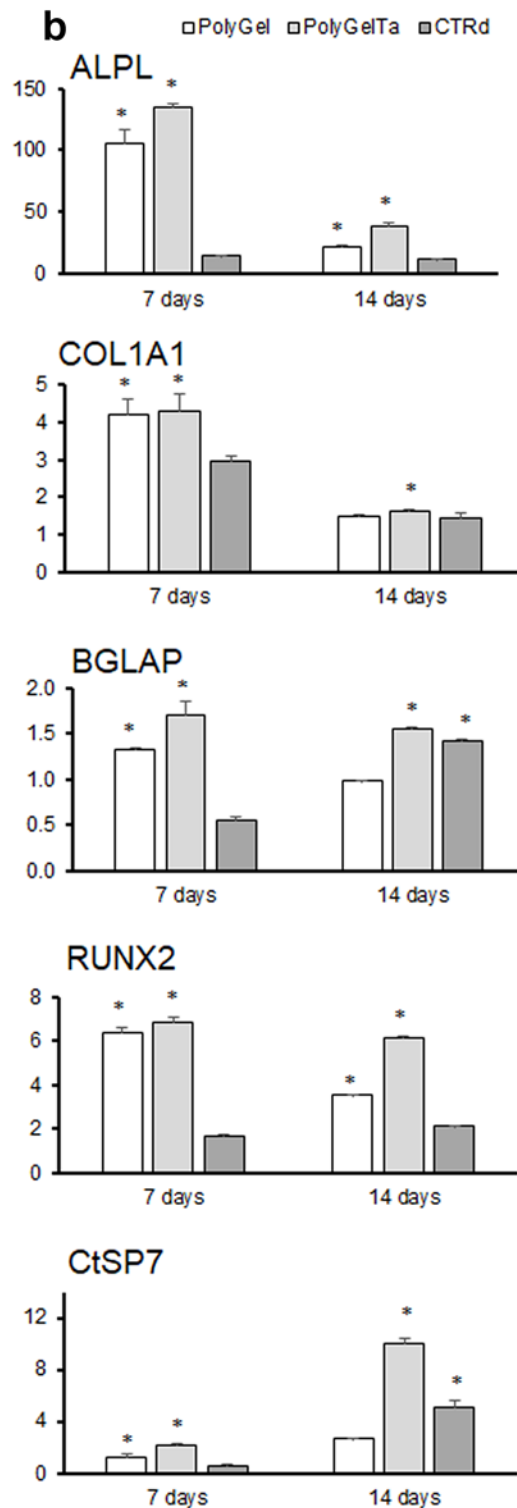 b
PolyGel PolyGelTa CTRd
ALPL
150
100
50
0
* * * *
7 days 14 days
COL1A1
5
4
3
2
1
0
* * *
7 days 14 days
BGLAP
2.0
1.5
1.0
0.5
0.0
* * * *
7 days 14 days
RUNX2
8
6
4
2
0
* * * *
7 days 14 days
CtSP7
12
8
4
0
* * * *
7 days 14 days